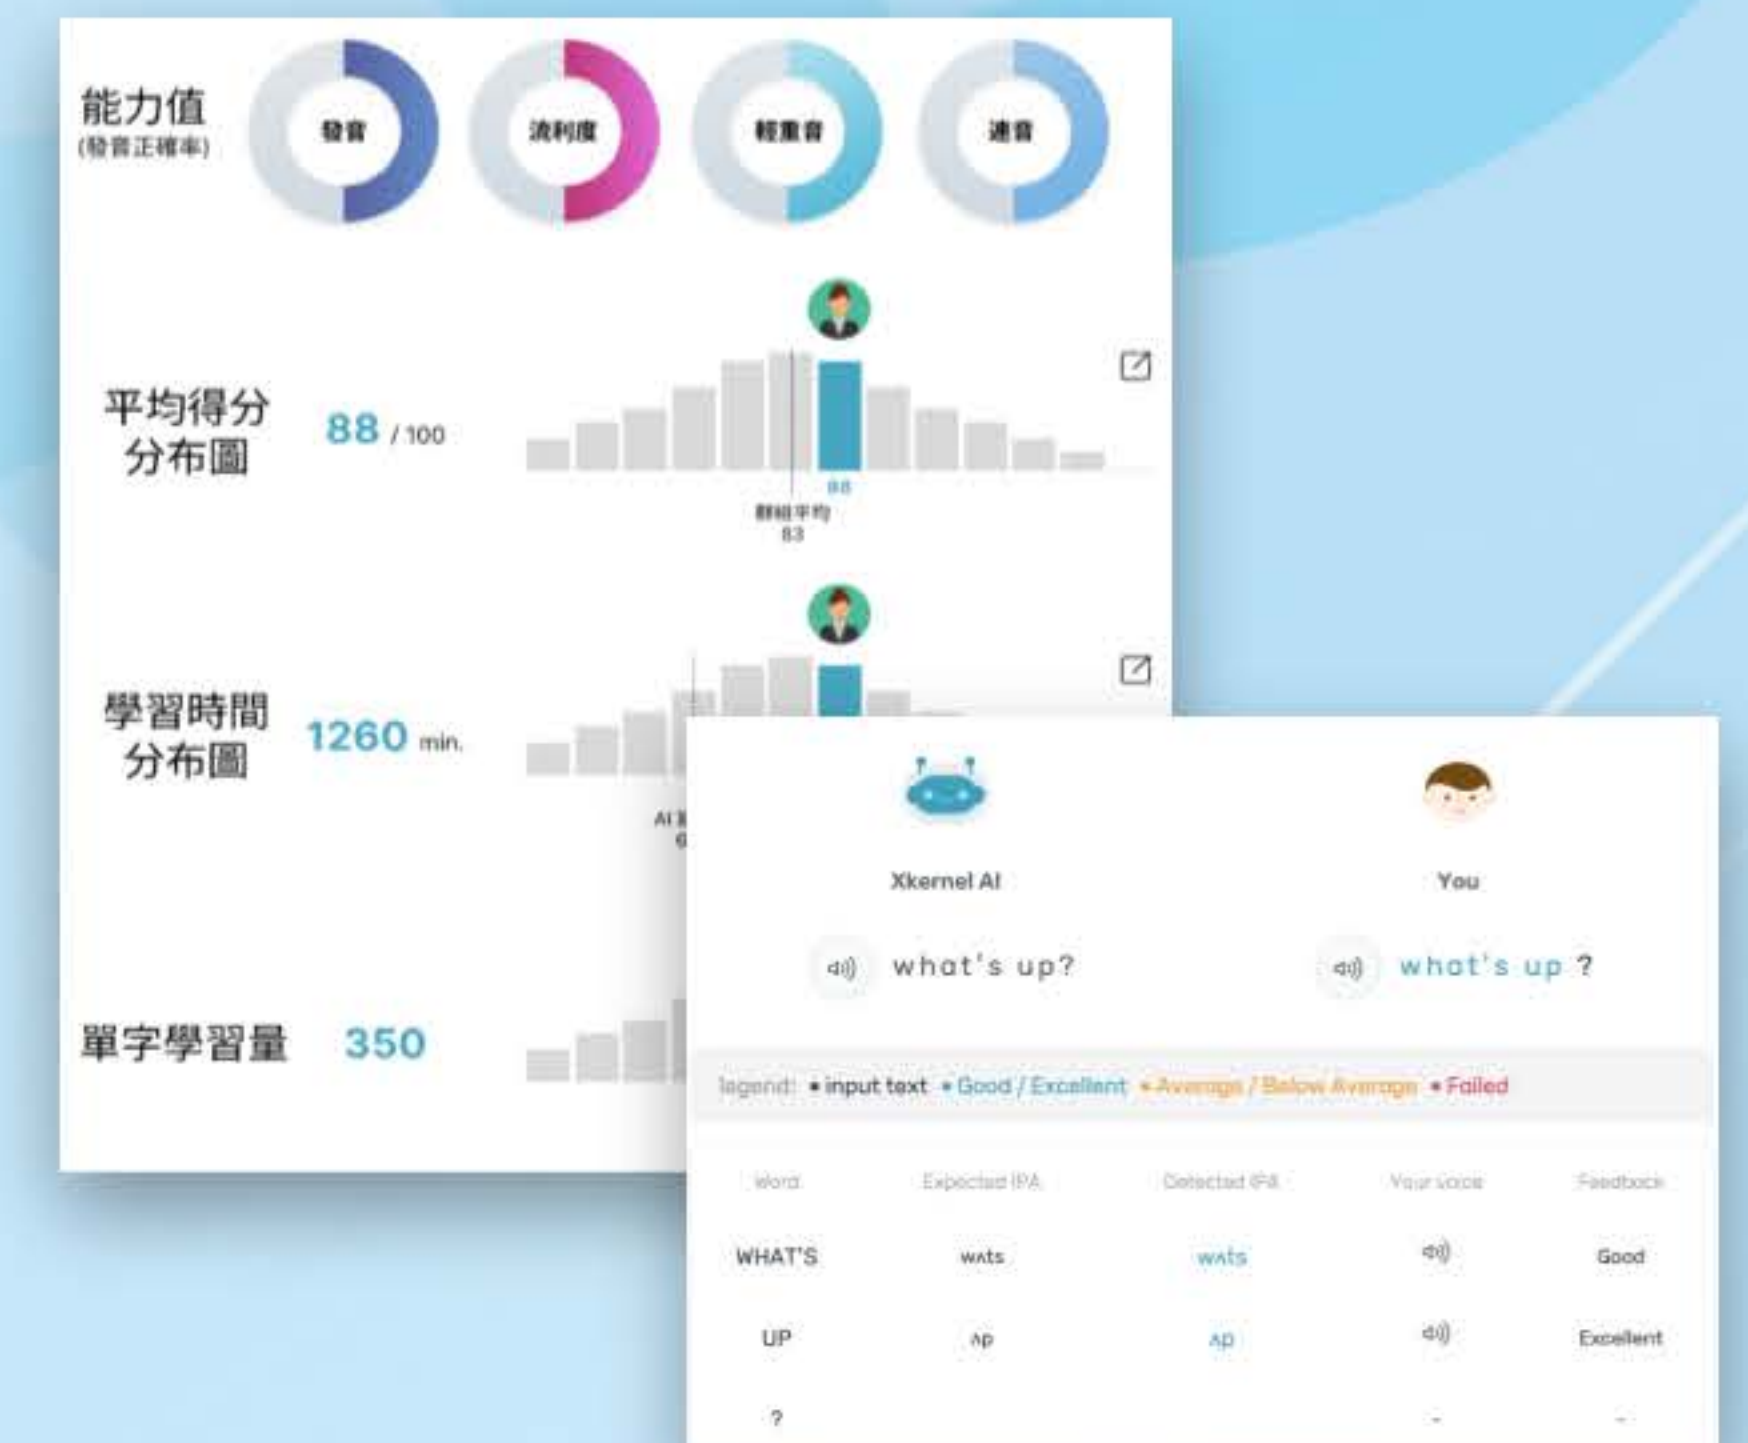 能力值
(發音正確率)
發音
流利度
輕重音
連音
平均得分
分布圖
88 / 100
88
群組平均
83
學習時間
分布圖
1260 min.
AI
單字學習量
350
Xkernel AI
You
what's up?
what's up ?
legend: • input text • Good / Excellent • Average / Below Average • Failed
Word Expected IPA Detected IPA Your voice Feedback
WHAT'S wʌts wʌts Good
UP ʌp ʌp Excellent
? - -